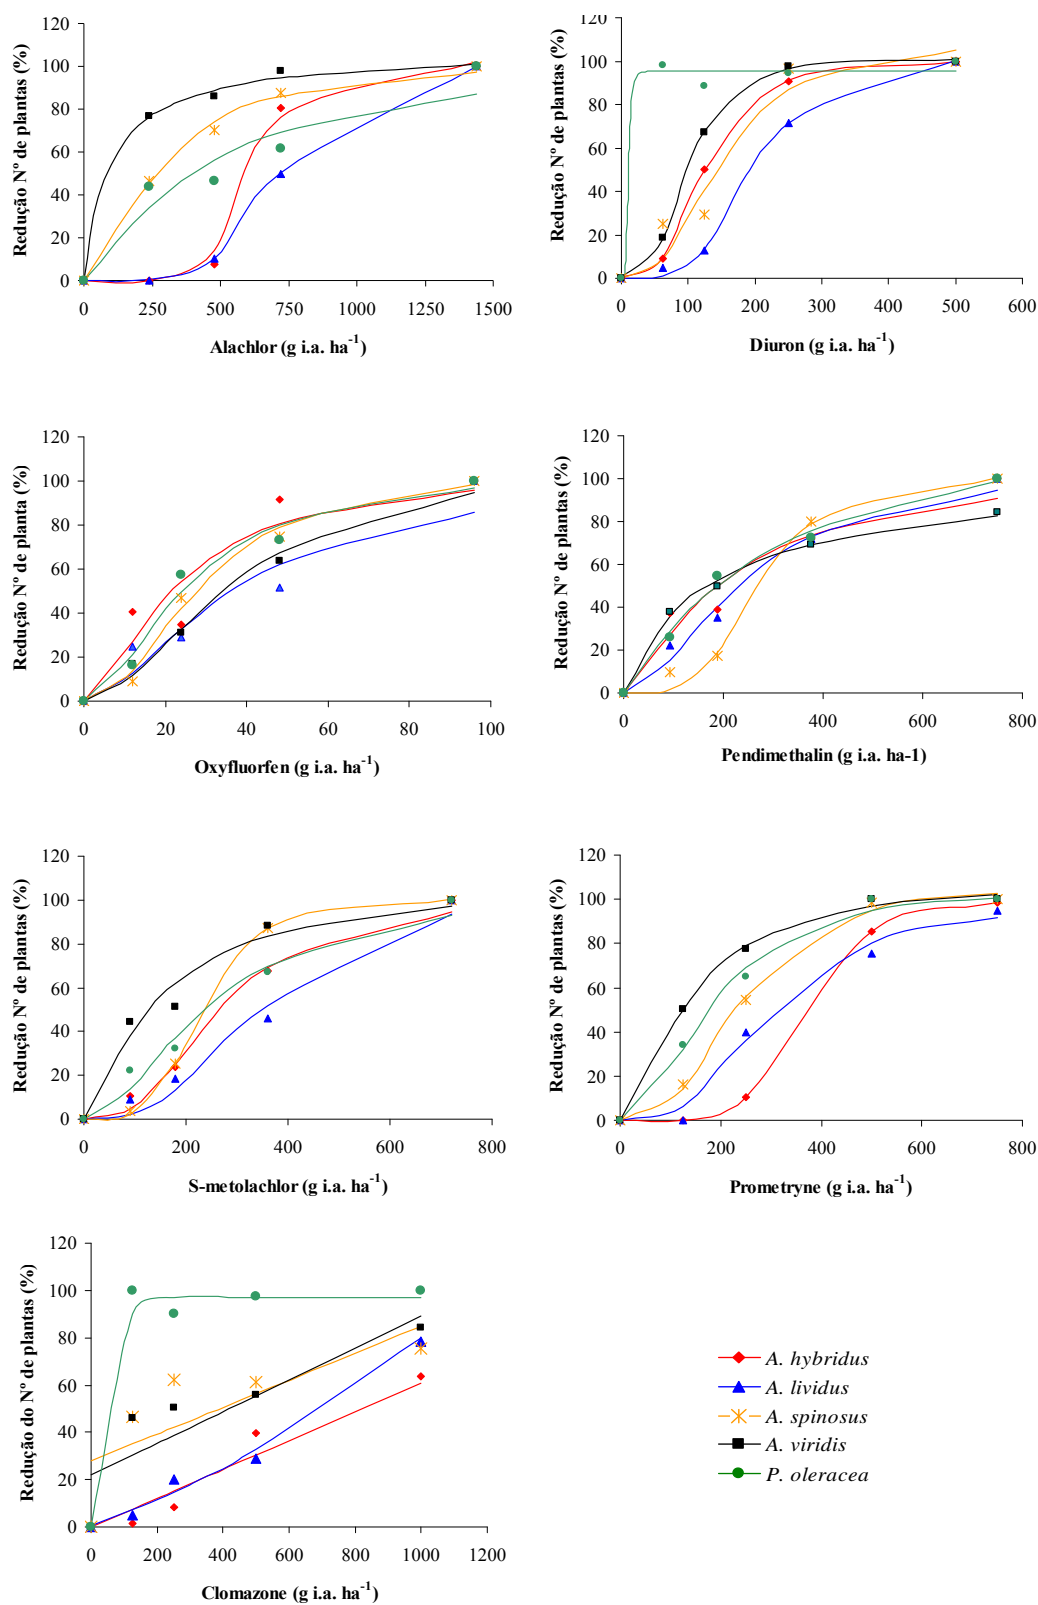 Redução Nº de plantas (%)
120
100
80
60
40
20
0
0 250 500 750 1000 1250 1500
Alachlor (g i.a. ha-1)
Redução Nº de plantas (%)
120
100
80
60
40
20
0
0 100 200 300 400 500 600
Diuron (g i.a. ha-1)
Redução Nº de planta (%)
120
100
80
60
40
20
0
0 20 40 60 80 100
Oxyfluorfen (g i.a. ha-1)
Redução Nº de plantas (%)
120
100
80
60
40
20
0
0 200 400 600 800
Pendimethalin (g i.a. ha-1)
Redução Nº de plantas (%)
120
100
80
60
40
20
0
0 200 400 600 800
S-metolachlor (g i.a. ha-1)
Redução Nº de plantas (%)
120
100
80
60
40
20
0
0 200 400 600 800
Prometryne (g i.a. ha-1)
Redução do Nº de plantas (%)
120
100
80
60
40
20
0
0 200 400 600 800 1000 1200
Clomazone (g i.a. ha-1)
A. hybridus
A. lividus
A. spinosus
A. viridis
P. oleracea